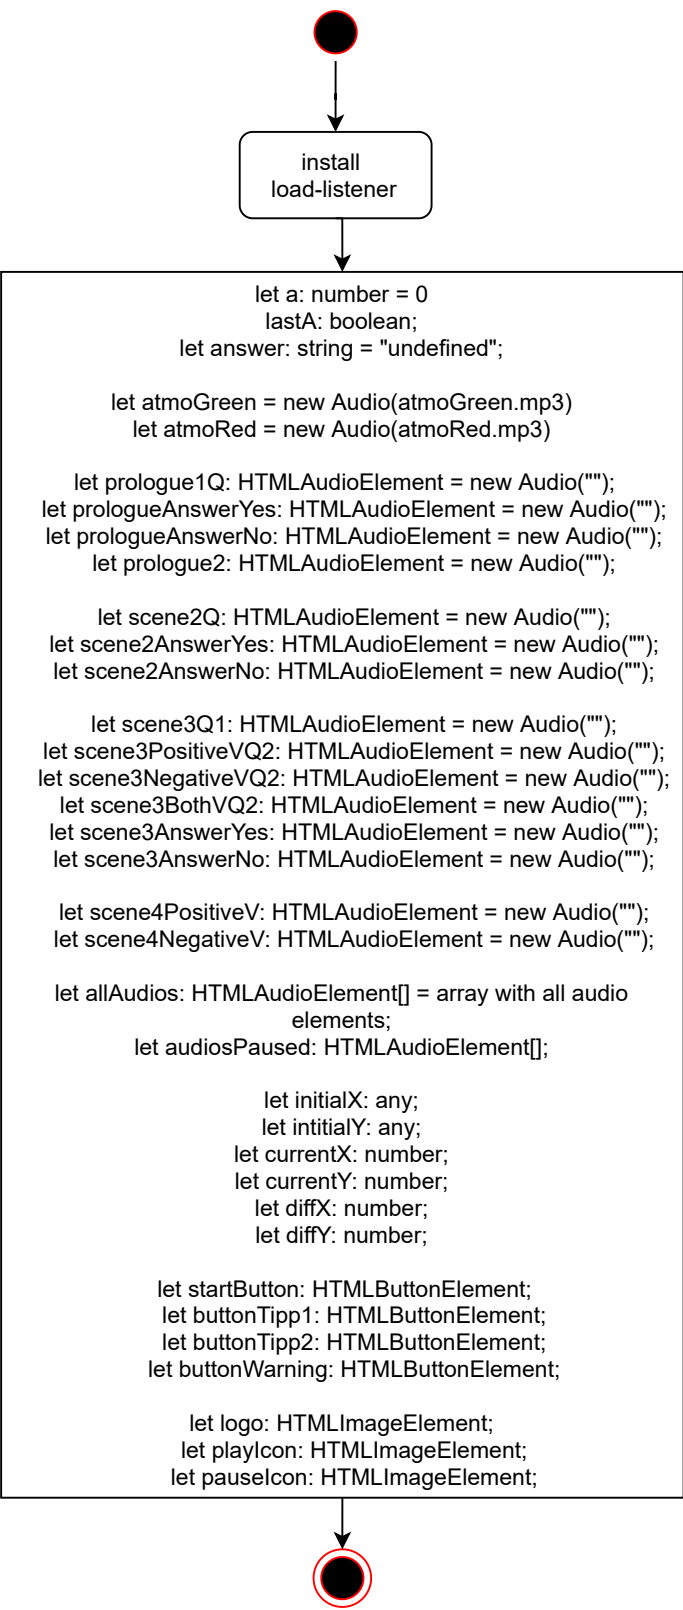 install
load-listener
let a: number = 0
lastA: boolean;
let answer: string = "undefined";
let atmoGreen = new Audio(atmoGreen.mp3)
let atmoRed = new Audio(atmoRed.mp3)
let prologue1Q: HTMLAudioElement = new Audio("");
let prologueAnswerYes: HTMLAudioElement = new Audio("");
let prologueAnswerNo: HTMLAudioElement = new Audio("");
let prologue2: HTMLAudioElement = new Audio("");
let scene2Q: HTMLAudioElement = new Audio("");
let scene2AnswerYes: HTMLAudioElement = new Audio("");
let scene2AnswerNo: HTMLAudioElement = new Audio("");
let scene3Q1: HTMLAudioElement = new Audio("");
let scene3PositiveVQ2: HTMLAudioElement = new Audio("");
let scene3NegativeVQ2: HTMLAudioElement = new Audio("");
let scene3BothVQ2: HTMLAudioElement = new Audio("");
let scene3AnswerYes: HTMLAudioElement = new Audio("");
let scene3AnswerNo: HTMLAudioElement = new Audio("");
let scene4PositiveV: HTMLAudioElement = new Audio("");
let scene4NegativeV: HTMLAudioElement = new Audio("");
let allAudios: HTMLAudioElement[] = array with all audio
elements;
let audiosPaused: HTMLAudioElement[];
let initialX: any;
let intitialY: any;
let currentX: number;
let currentY: number;
let diffX: number;
let diffY: number;
let startButton: HTMLButtonElement;
let buttonTipp1: HTMLButtonElement;
let buttonTipp2: HTMLButtonElement;
let buttonWarning: HTMLButtonElement;
let logo: HTMLImageElement;
let playIcon: HTMLImageElement;
let pauseIcon: HTMLImageElement;